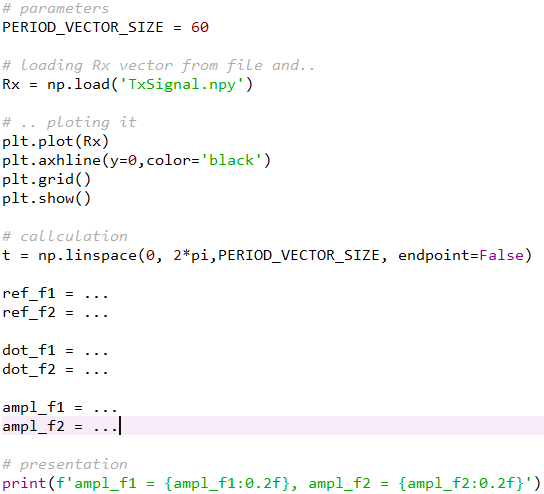 # parameters
PERIOD_VECTOR_SIZE = 60
# loading Rx vector from file and..
Rx = np.load('TxSignal.npy')
# .. ploting it
plt.plot(Rx)
plt.axhline(y=0,color='black')
plt.grid()
plt.show()
# callculation
t = np.linspace(0, 2*pi,PERIOD_VECTOR_SIZE, endpoint=False)
ref_f1 = ...
ref_f2 = ...
dot_f1 = ...
dot_f2 = ...
ampl_f1 = ...
ampl_f2 = ...
# presentation
print(f'ampl_f1 = {ampl_f1:0.2f}, ampl_f2 = {ampl_f2:0.2f}')